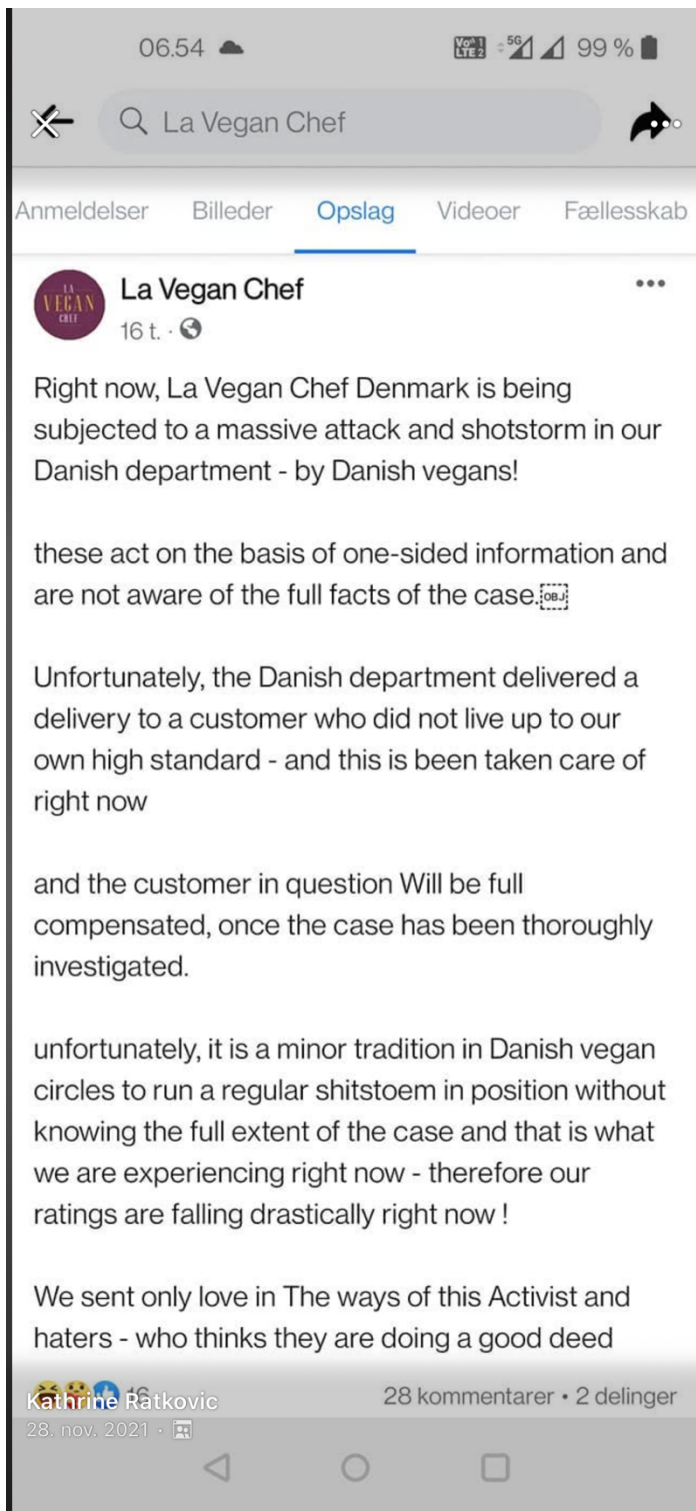 06.54
Vo 1
LTE 2
5G
99 %
La Vegan Chef
Anmeldelser Billeder Opslag Videoer Fællesskab
LA
VEGAN
CHEF
La Vegan Chef
16 t. ·
Right now, La Vegan Chef Denmark is being
subjected to a massive attack and shotstorm in our
Danish department - by Danish vegans!
these act on the basis of one-sided information and
are not aware of the full facts of the case.OBJ
Unfortunately, the Danish department delivered a
delivery to a customer who did not live up to our
own high standard - and this is been taken care of
right now
and the customer in question Will be full
compensated, once the case has been thoroughly
investigated.
unfortunately, it is a minor tradition in Danish vegan
circles to run a regular shitstoem in position without
knowing the full extent of the case and that is what
we are experiencing right now - therefore our
ratings are falling drastically right now !
We sent only love in The ways of this Activist and
haters - who thinks they are doing a good deed
16 28 kommentarer • 2 delinger
Kathrine Ratkovic
28. nov. 2021 ·